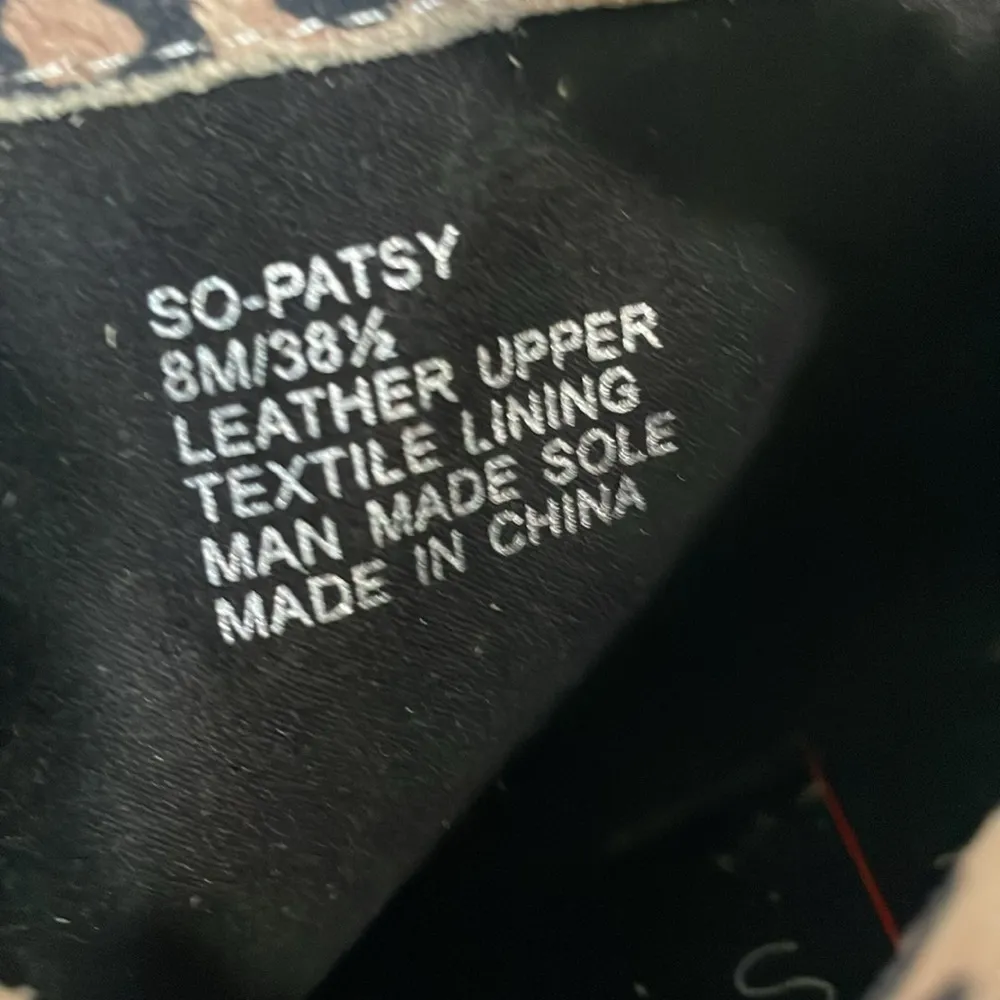 SO-PATSY
8M/38½
LEATHER UPPER
TEXTILE LINING
MAN MADE SOLE
MADE IN CHINA
S